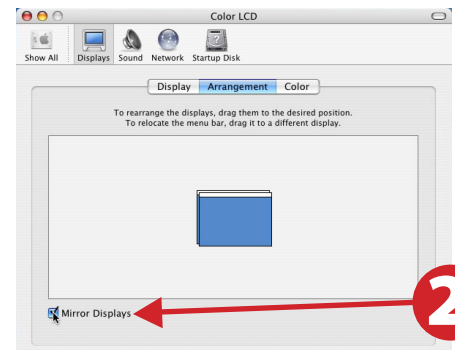 Color LCD
Show All Displays Sound Network Startup Disk
Display Arrangement Color
To rearrange the displays, drag them to the desired position.
To relocate the menu bar, drag it to a different display.
Mirror Displays
2